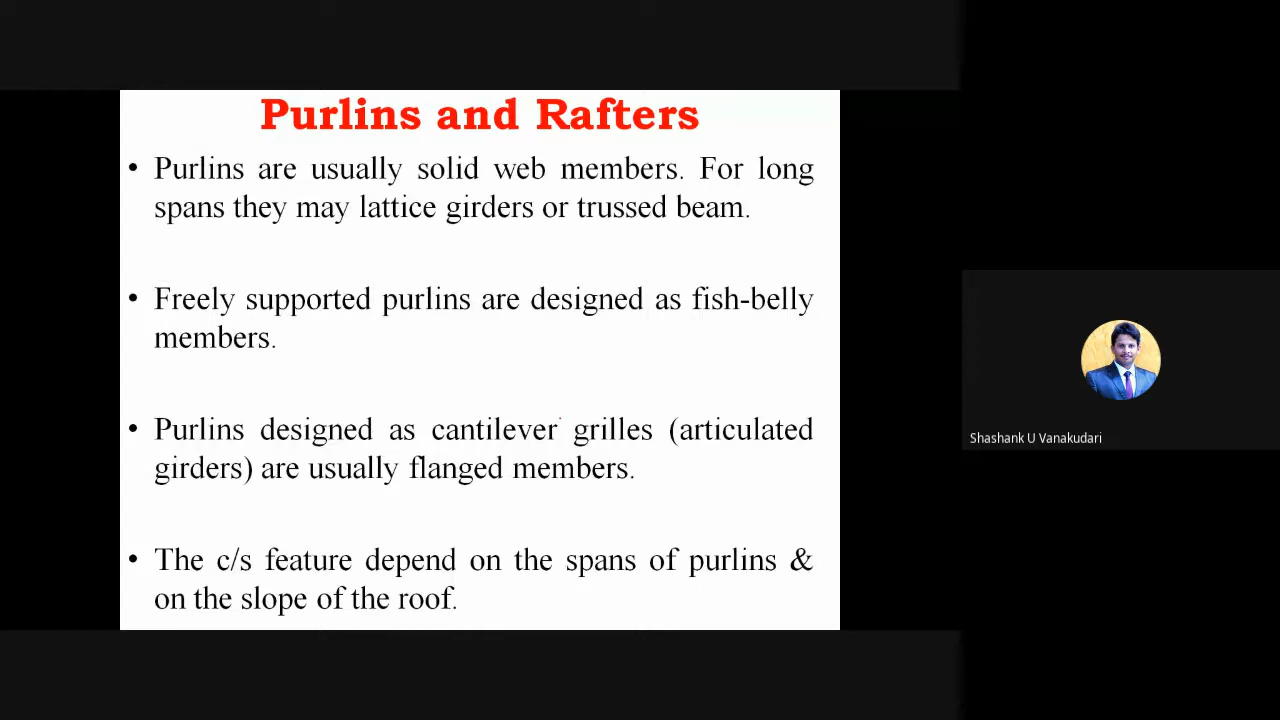 Purlins and Rafters
• Purlins are usually solid web members. For long
spans they may lattice girders or trussed beam.
• Freely supported purlins are designed as fish-belly
members.
• Purlins designed as cantilever grilles (articulated
girders) are usually flanged members.
• The c/s feature depend on the spans of purlins &
on the slope of the roof.
Shashank U Vanakudari